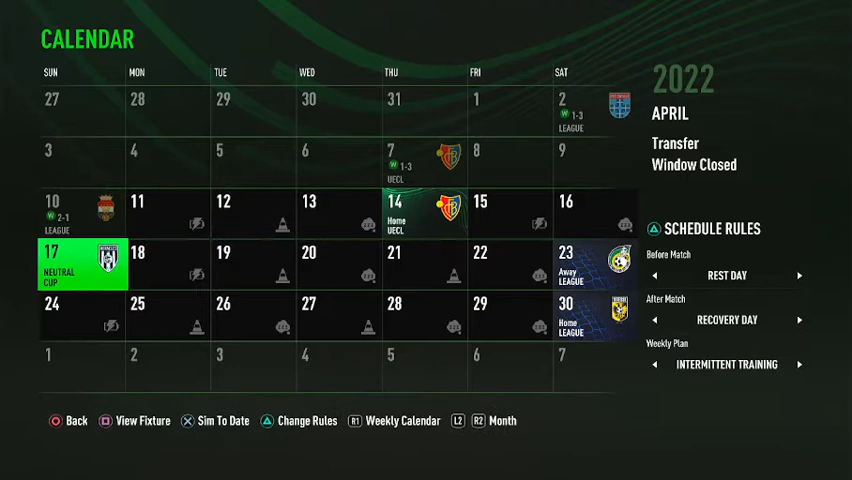 CALENDAR
SUN MON TUE WED THU FRI SAT
2022
APRIL
Transfer
Window Closed
27 28 29 30 31 1 2
W 1-3
LEAGUE
3 4 5 6 7 8 9
W 1-3
UECL
10 11 12 13 14 15 16
W 2-1
LEAGUE
Home
UECL
17 18 19 20 21 22 23
NEUTRAL
CUP
Away
LEAGUE
24 25 26 27 28 29 30
Home
LEAGUE
1 2 3 4 5 6 7
SCHEDULE RULES
Before Match
REST DAY
After Match
RECOVERY DAY
Weekly Plan
INTERMITTENT TRAINING
Back View Fixture Sim To Date Change Rules R1 Weekly Calendar L2 R2 Month